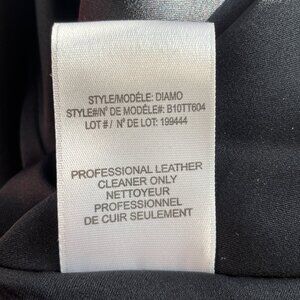 STYLE/MODÈLE: DIAMO
STYLE#/N° DE MODÈLE#: B10TT604
LOT # / N° DE LOT: 199444
PROFESSIONAL LEATHER
CLEANER ONLY
NETTOYEUR
PROFESSIONNEL
DE CUIR SEULEMENT